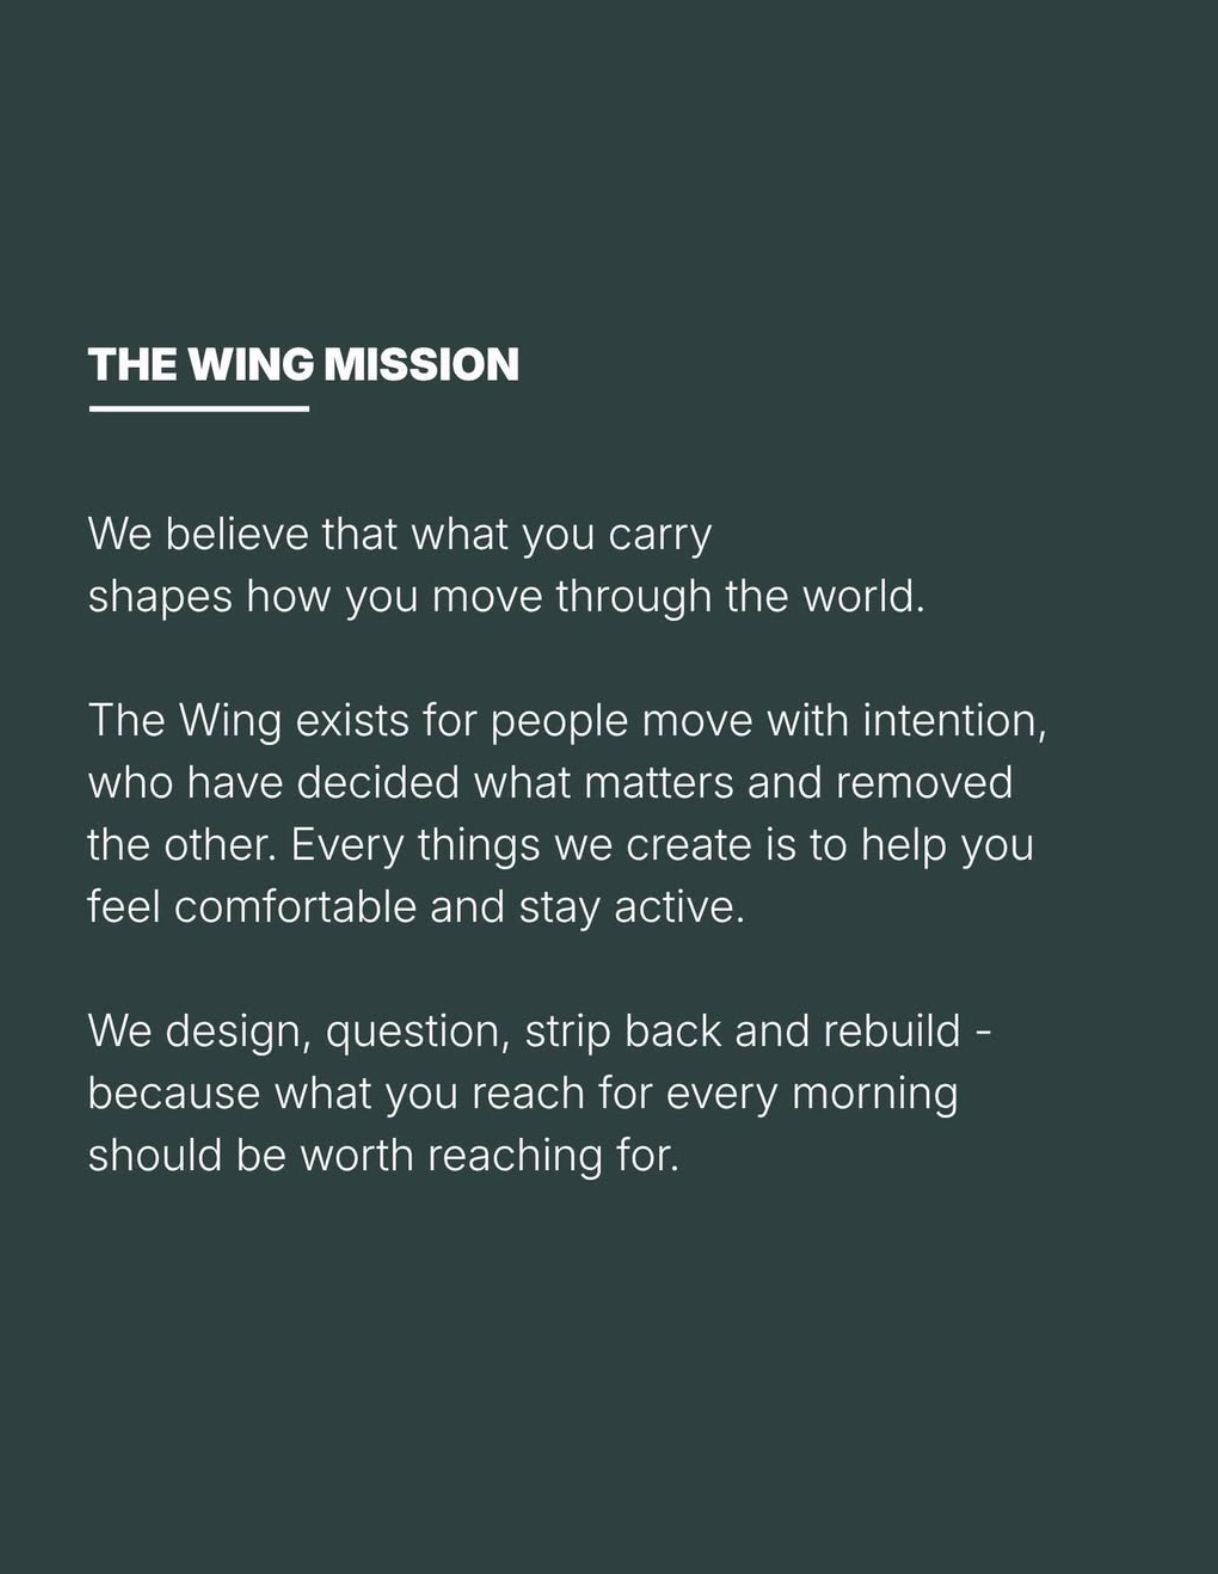 THE WING MISSION
We believe that what you carry
shapes how you move through the world.
The Wing exists for people move with intention,
who have decided what matters and removed
the other. Every things we create is to help you
feel comfortable and stay active.
We design, question, strip back and rebuild -
because what you reach for every morning
should be worth reaching for.